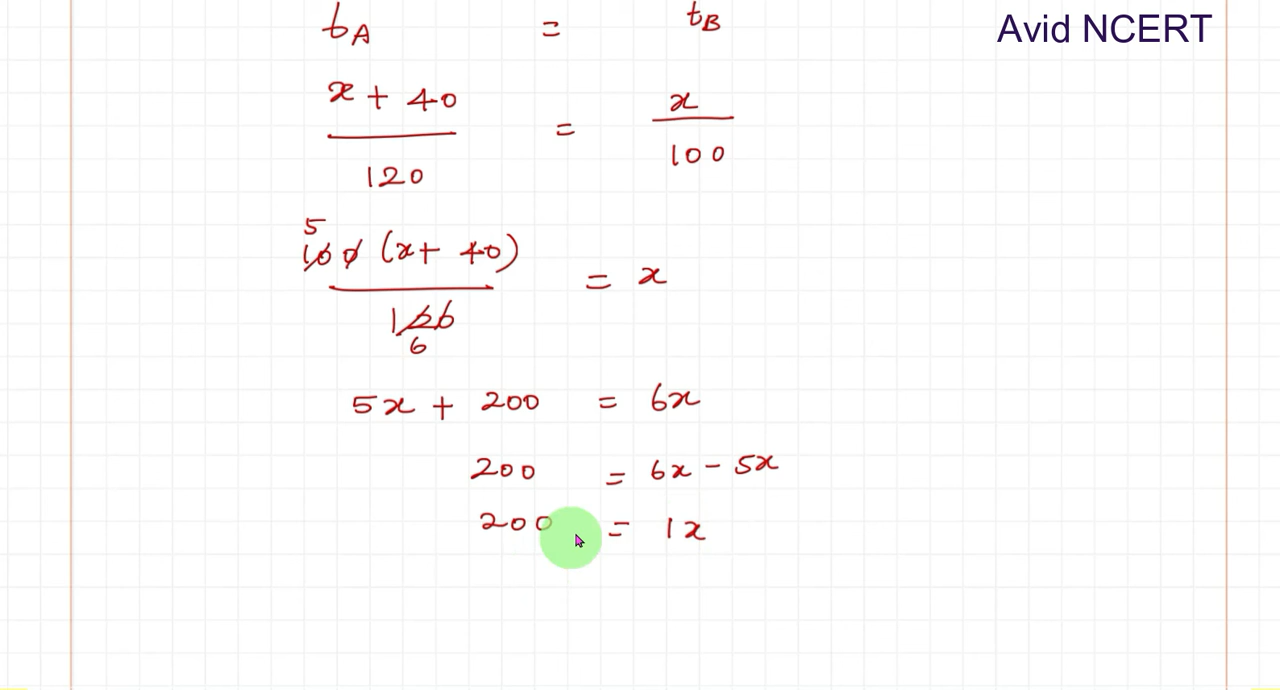 Avid NCERT
tA = tB
x + 40 / 120 = x / 100
5
100 (x + 40) / 120 = x
6
5x + 200 = 6x
200 = 6x - 5x
200 = 1x